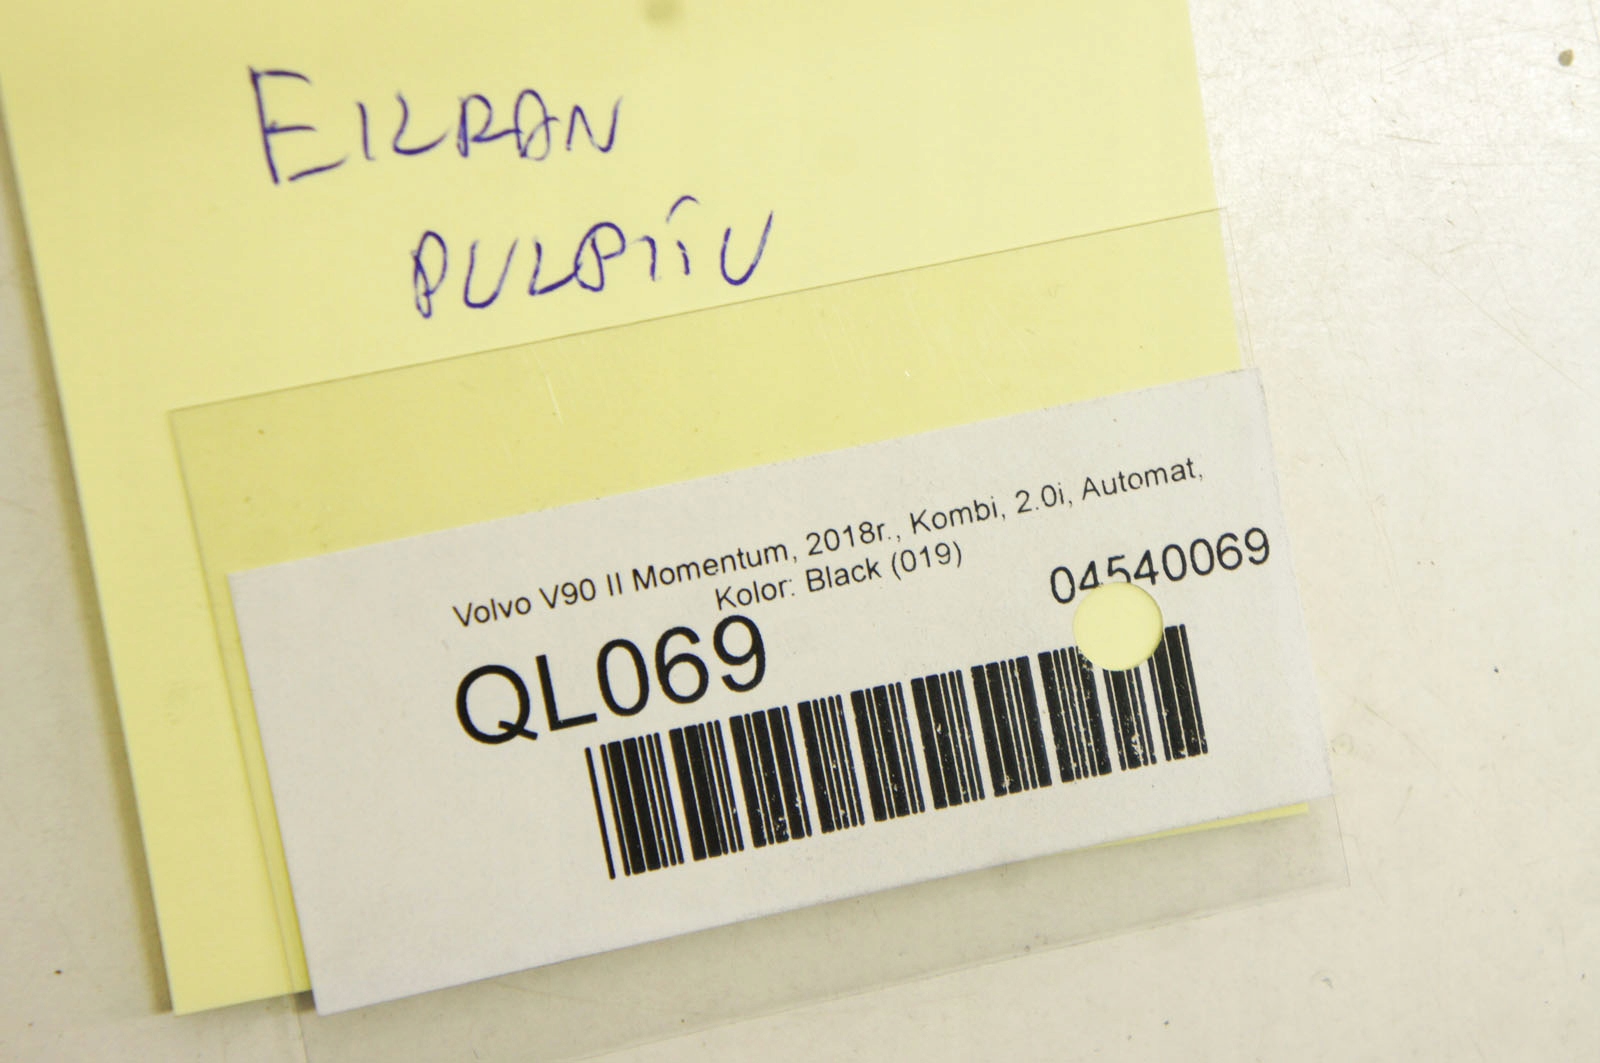 EKRAN
PULPITU
Volvo V90 II Momentum, 2018r., Kombi, 2.0i, Automat,
Kolor: Black (019)
04540069
QL069